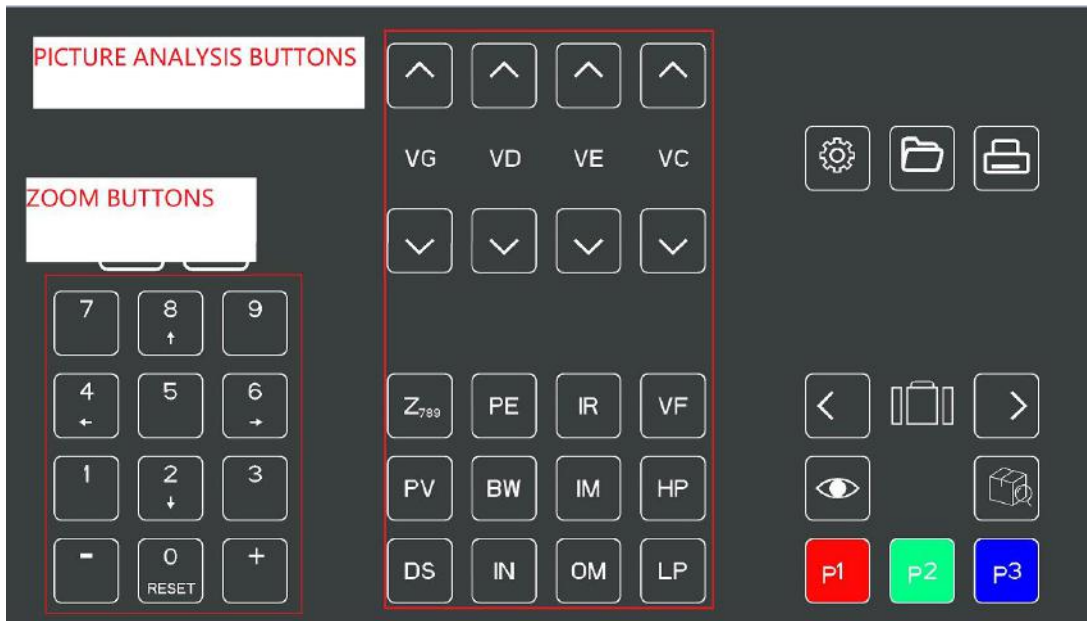 PICTURE ANALYSIS BUTTONS
VG VD VE VC
ZOOM BUTTONS
7 8 9
4 5 6
1 2 3
- 0 +
RESET
Z789 PE IR VF
PV BW IM HP
DS IN OM LP
P1 P2 P3